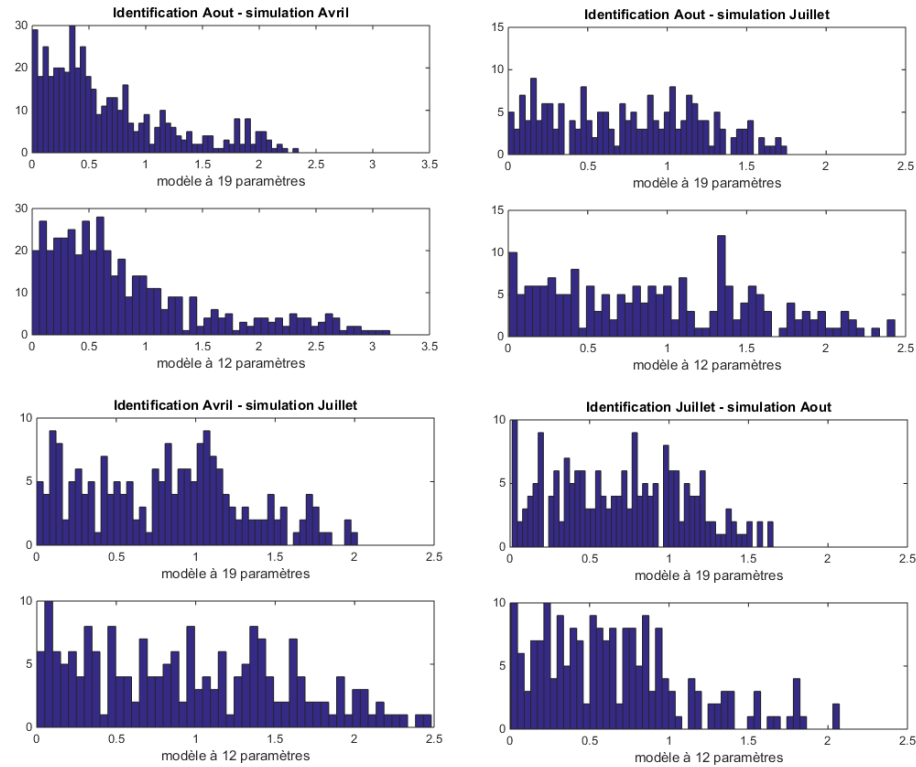 Identification Aout - simulation Avril
30
20
10
0
0 0.5 1 1.5 2 2.5 3 3.5
modèle à 19 paramètres
30
20
10
0
0 0.5 1 1.5 2 2.5 3 3.5
modèle à 12 paramètres
Identification Aout - simulation Juillet
15
10
5
0
0 0.5 1 1.5 2 2.5
modèle à 19 paramètres
15
10
5
0
0 0.5 1 1.5 2 2.5
modèle à 12 paramètres
Identification Avril - simulation Juillet
10
5
0
0 0.5 1 1.5 2 2.5
modèle à 19 paramètres
10
5
0
0 0.5 1 1.5 2 2.5
modèle à 12 paramètres
Identification Juillet - simulation Aout
10
5
0
0 0.5 1 1.5 2 2.5
modèle à 19 paramètres
10
5
0
0 0.5 1 1.5 2 2.5
modèle à 12 paramètres